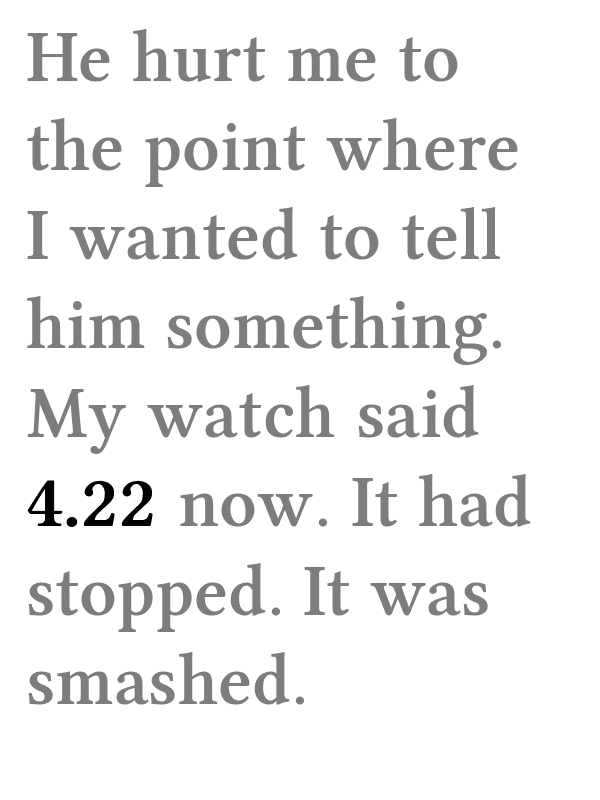 He hurt me to
the point where
I wanted to tell
him something.
My watch said
4.22 now. It had
stopped. It was
smashed.